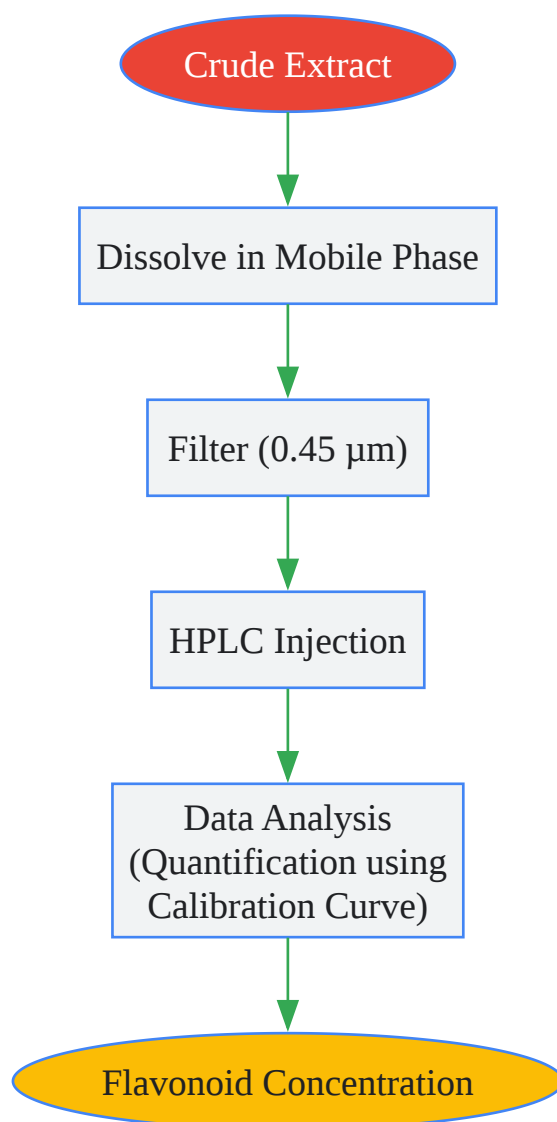 Crude Extract
Dissolve in Mobile Phase
Filter (0.45 µm)
HPLC Injection
Data Analysis
(Quantification using
Calibration Curve)
Flavonoid Concentration